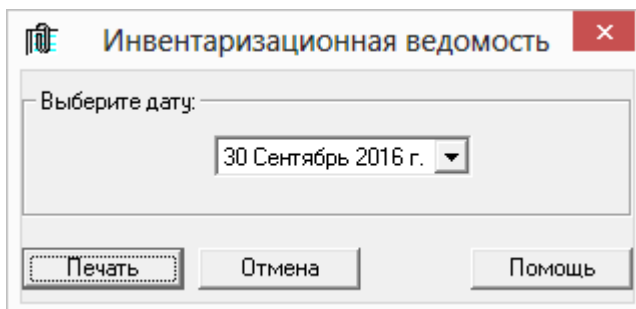 Инвентаризационная ведомость
Выберите дату:
30 Сентябрь 2016 г.
Печать Отмена Помощь